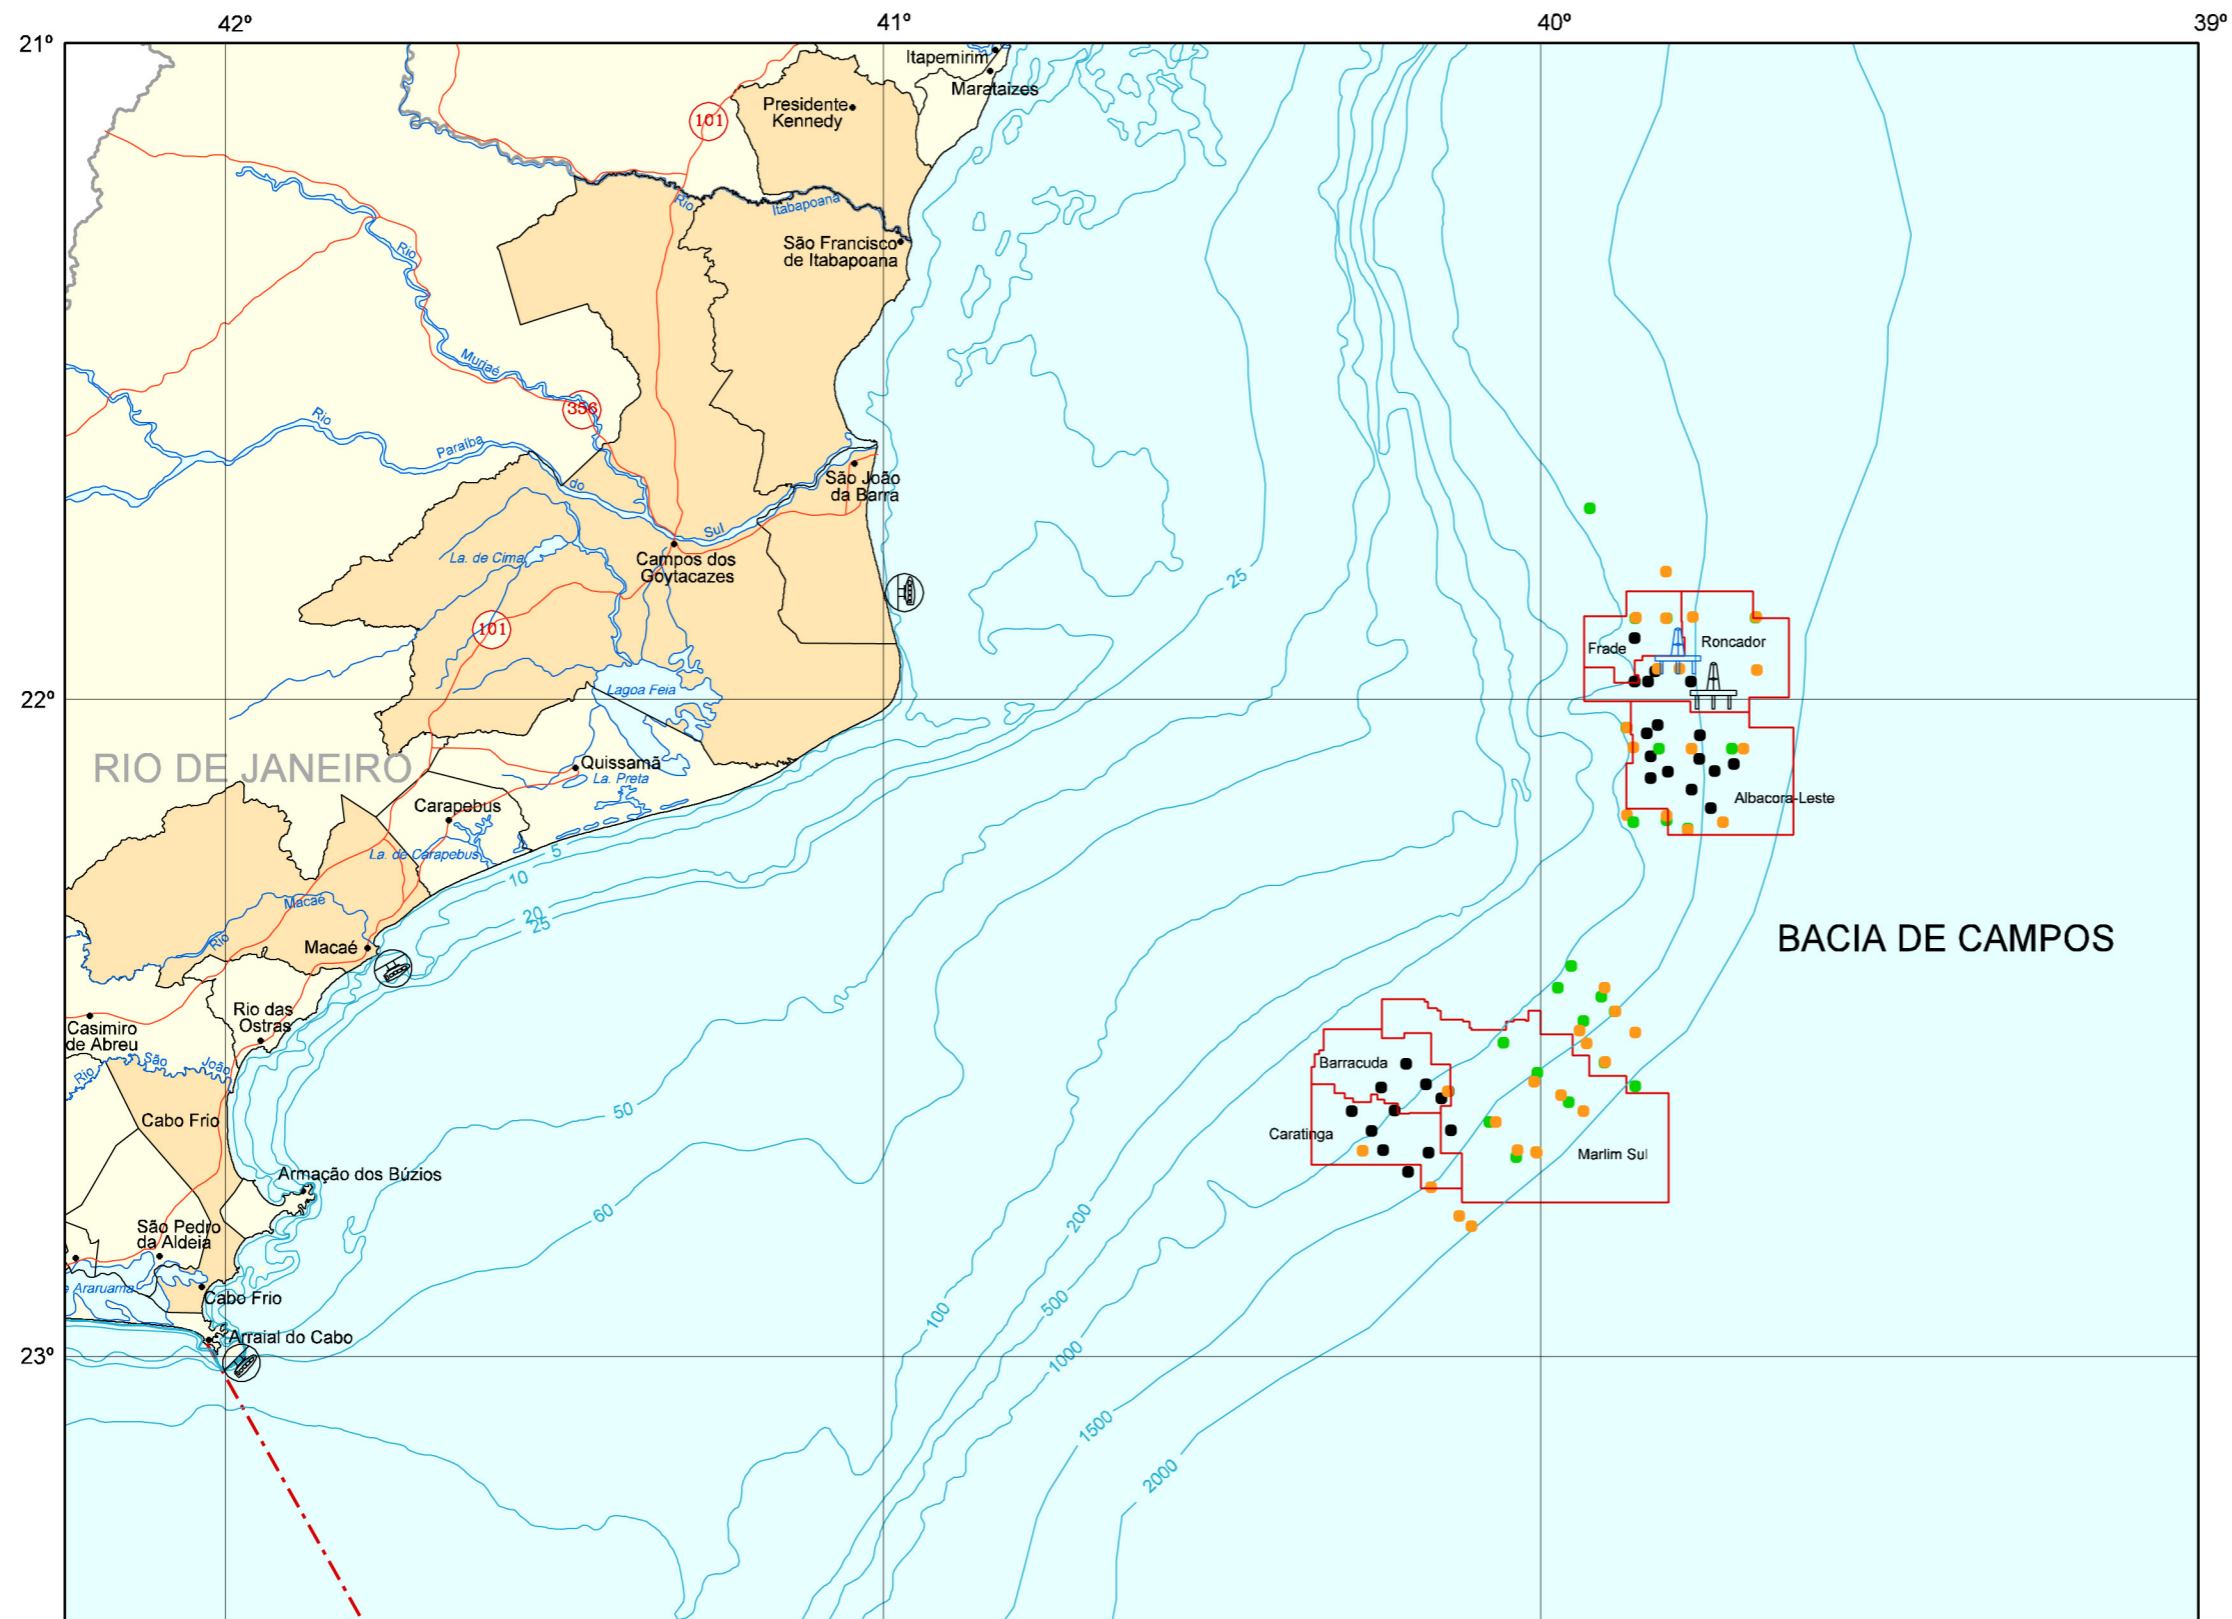 42º
41º
40º
39º
21º
Itapemirim
Marataizes
Presidente
Kennedy
101
Rio
Itabapoana
São Francisco
de Itabapoana
Rio
Muriaé
356
Rio
Paraíba
do
Sul
São João
da Barra
La. de Cima
Campos dos
Goytacazes
25
101
Frade
Roncador
22º
Lagoa Feia
RIO DE JANEIRO
Quissamã
La. Preta
Carapebus
La. de Carapebus
Albacora-Leste
5
10
20
25
Macaé
Rio
Macaé
BACIA DE CAMPOS
Rio das
Ostras
Casimiro
de Abreu
Rio
São
João
Barracuda
50
Cabo Frio
Caratinga
Marlim Sul
Armação dos Búzios
60
200
São Pedro
da Aldeia
e Araruama
Cabo Frio
100
500
Arraial do Cabo
23º
1000
1500
2000